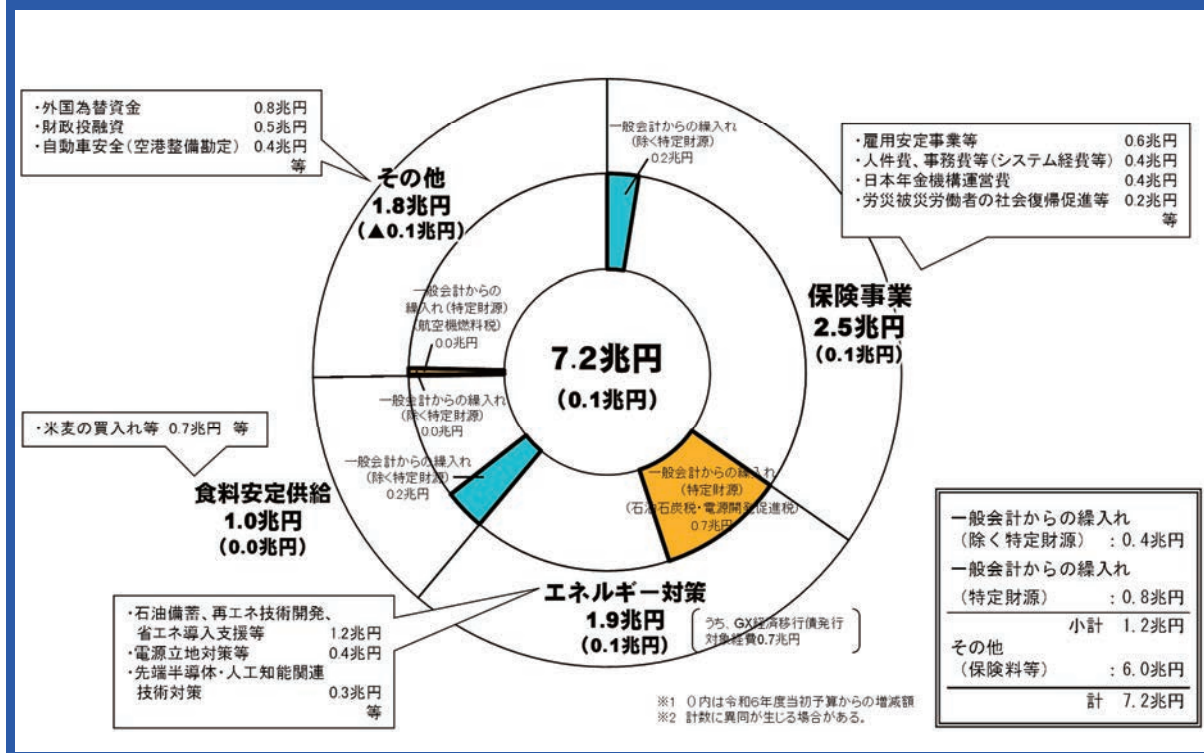 ・外国為替資金 0.8兆円
・財政投融資 0.5兆円
・自動車安全(空港整備勘定) 0.4兆円
等
その他
1.8兆円
(▲0.1兆円)
一般会計からの繰入れ
(除く特定財源)
0.2兆円
・雇用安定事業等 0.6兆円
・人件費、事務費等(システム経費等) 0.4兆円
・日本年金機構運営費 0.4兆円
・労災被災労働者の社会復帰促進等 0.2兆円
等
保険事業
2.5兆円
(0.1兆円)
一般会計からの
繰入れ(特定財源)
(航空機燃料税)
0.0兆円
7.2兆円
(0.1兆円)
一般会計からの繰入れ
(除く特定財源)
0.0兆円
・米麦の買入れ等 0.7兆円 等
食料安定供給
1.0兆円
(0.0兆円)
一般会計からの繰入れ
(除く特定財源)
0.2兆円
一般会計からの繰入れ
(特定財源)
(石油石炭税・電源開発促進税)
0.7兆円
エネルギー対策
1.9兆円
(0.1兆円)
うち、GX経済移行債発行
対象経費0.7兆円
・石油備蓄、再エネ技術開発、
省エネ導入支援等 1.2兆円
・電源立地対策等 0.4兆円
・先端半導体・人工知能関連
技術対策 0.3兆円
等
一般会計からの繰入れ
(除く特定財源) :0.4兆円
一般会計からの繰入れ
(特定財源) :0.8兆円
小計 1.2兆円
その他
(保険料等) :6.0兆円
計 7.2兆円
※1 ()内は令和6年度当初予算からの増減額
※2 計数に異同が生じる場合がある。